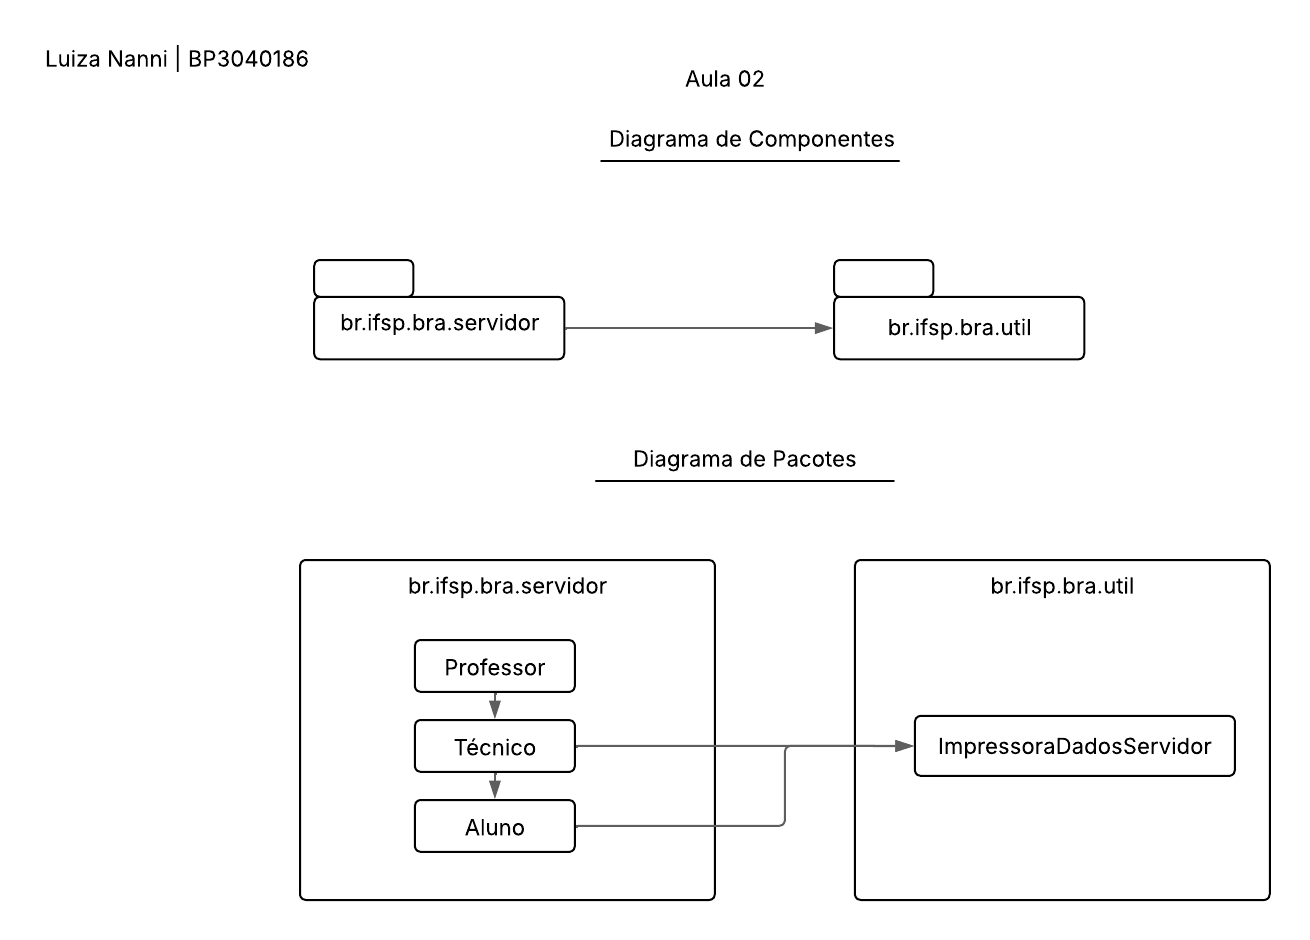 Luiza Nanni | BP3040186
Aula 02
Diagrama de Componentes
br.ifsp.bra.servidor
br.ifsp.bra.util
Diagrama de Pacotes
br.ifsp.bra.servidor
br.ifsp.bra.util
Professor
Técnico
ImpressoraDadosServidor
Aluno